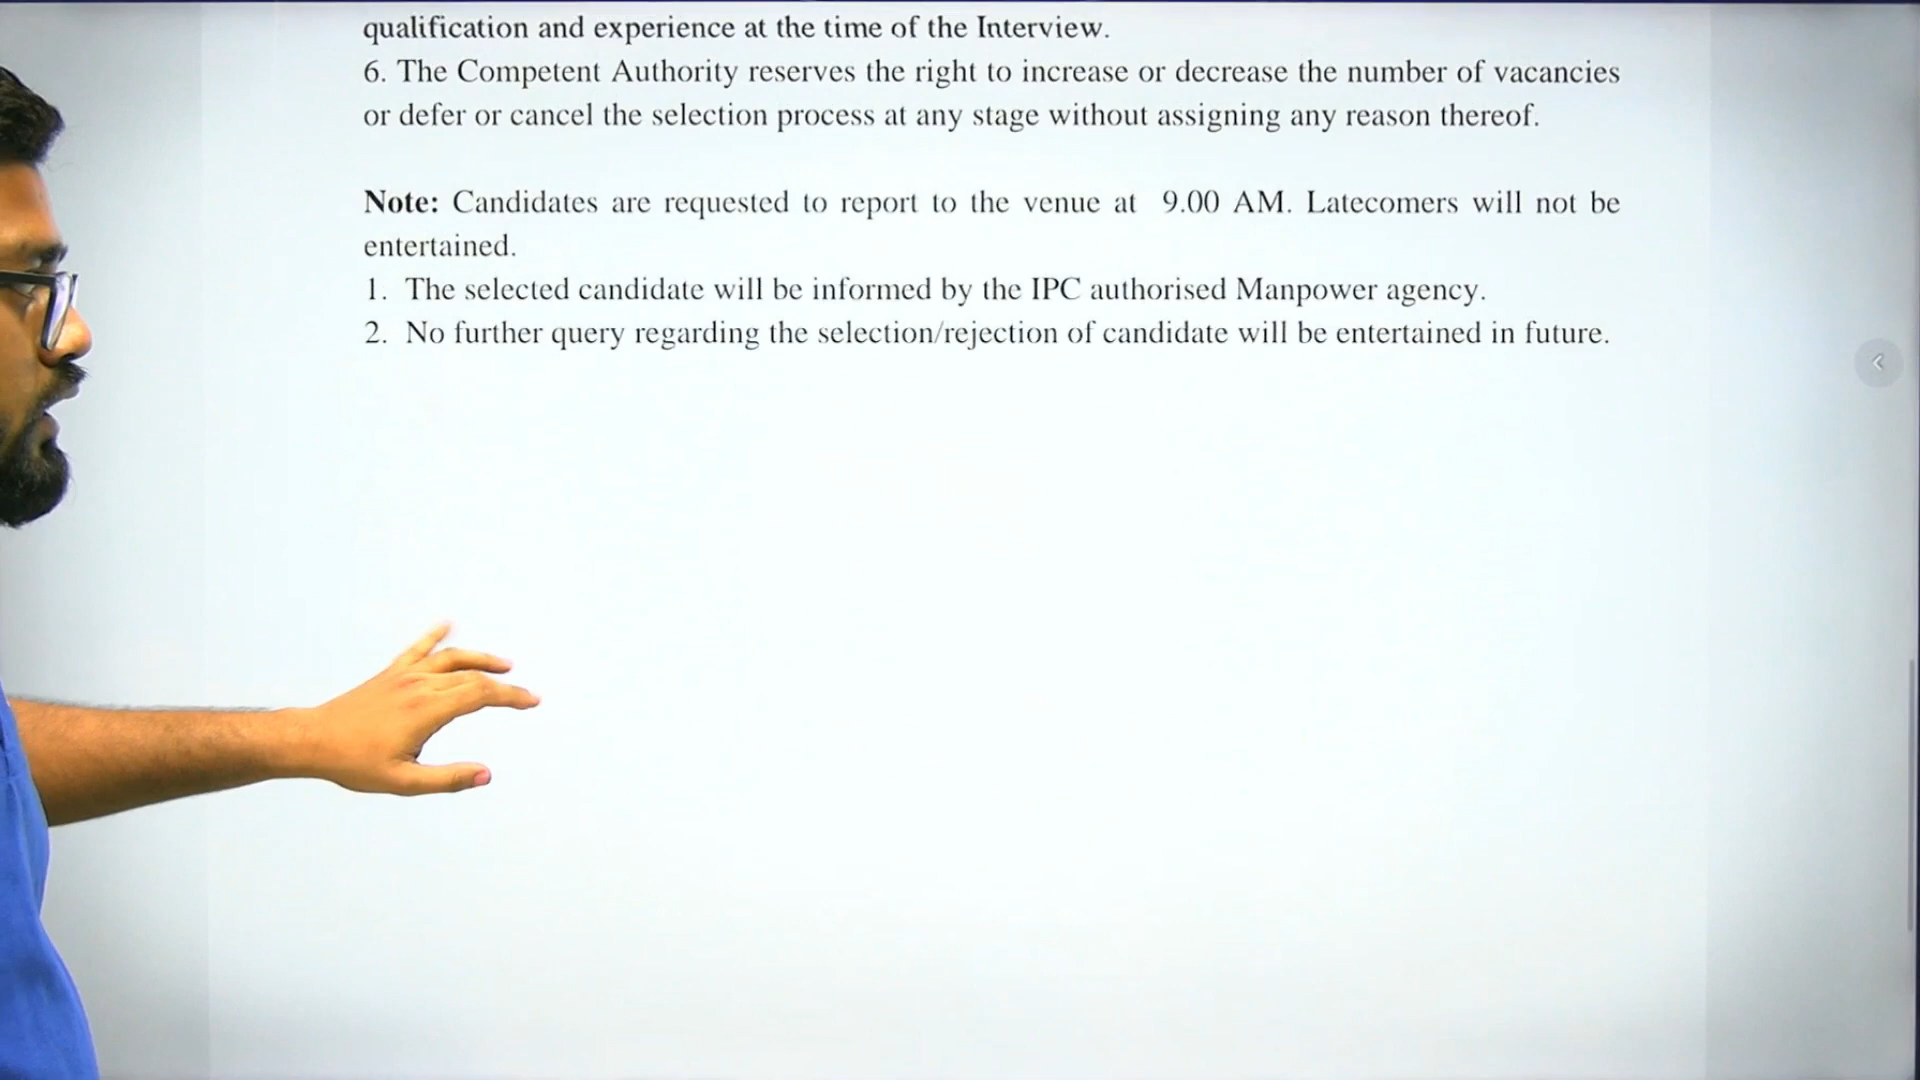 qualification and experience at the time of the Interview.
6. The Competent Authority reserves the right to increase or decrease the number of vacancies
or defer or cancel the selection process at any stage without assigning any reason thereof.
Note: Candidates are requested to report to the venue at 9.00 AM. Latecomers will not be
entertained.
1. The selected candidate will be informed by the IPC authorised Manpower agency.
2. No further query regarding the selection/rejection of candidate will be entertained in future.